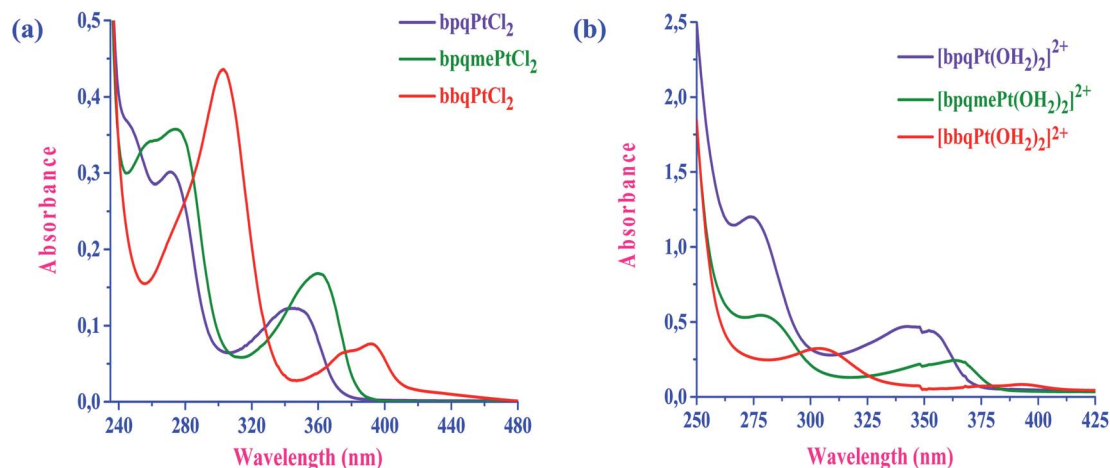 (a)
bpqPtCl2
bpqmePtCl2
bbqPtCl2
0,5
0,4
0,3
0,2
0,1
0,0
Absorbance
240 280 320 360 400 440 480
Wavelength (nm)
(b)
[bpqPt(OH2)2]2+
[bpqmePt(OH2)2]2+
[bbqPt(OH2)2]2+
2,5
2,0
1,5
1,0
0,5
0,0
Absorbance
250 275 300 325 350 375 400 425
Wavelength (nm)